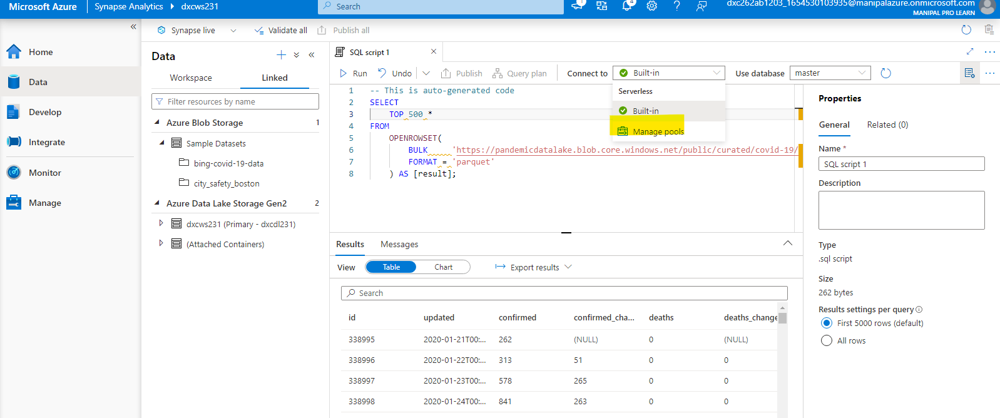 Microsoft Azure
Synapse Analytics
dxcws231
Search
1
4
dxc262ab1203_1654530103935@manipalazure.onmicrosoft.com
MANIPAL PRO LEARN
«
Home
Data
Develop
Integrate
Monitor
Manage
Synapse live
Validate all
Publish all
Data
Workspace
Linked
Filter resources by name
Azure Blob Storage 1
Sample Datasets
bing-covid-19-data
city_safety_boston
Azure Data Lake Storage Gen2 2
dxcws231 (Primary - dxcdl231)
(Attached Containers)
SQL script 1
Run
Undo
Publish
Query plan
Connect to
Built-in
Use database
master
Serverless
Built-in
Manage pools
1 -- This is auto-generated code
2 SELECT
3 TOP 500 *
4 FROM
5 OPENROWSET(
6 BULK 'https://pandemicdatalake.blob.core.windows.net/public/curated/covid-19/
7 FORMAT = 'parquet'
8 ) AS [result];
Results
Messages
View
Table
Chart
Export results
Search
id updated confirmed confirmed_cha... deaths deaths_change
338995 2020-01-21T00:... 262 (NULL) 0 (NULL)
338996 2020-01-22T00:... 313 51 0 0
338997 2020-01-23T00:... 578 265 0 0
338998 2020-01-24T00:... 841 263 0 0
Properties
General
Related (0)
Name *
SQL script 1
Description
Type
.sql script
Size
262 bytes
Results settings per query
First 5000 rows (default)
All rows